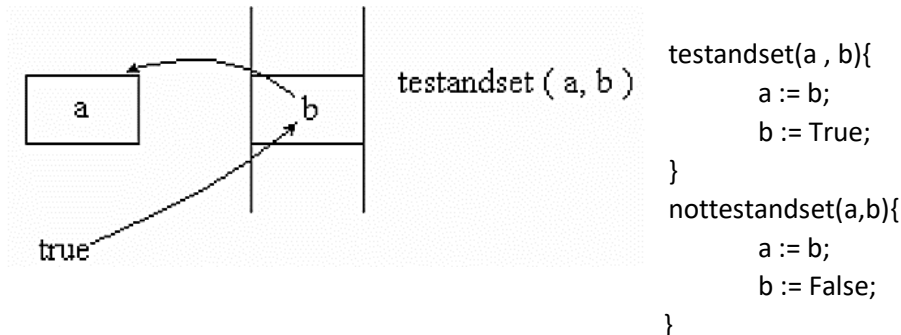 a
b
true
testandset ( a, b )
testandset(a , b){
a := b;
b := True;
}
nottestandset(a,b){
a := b;
b := False;
}